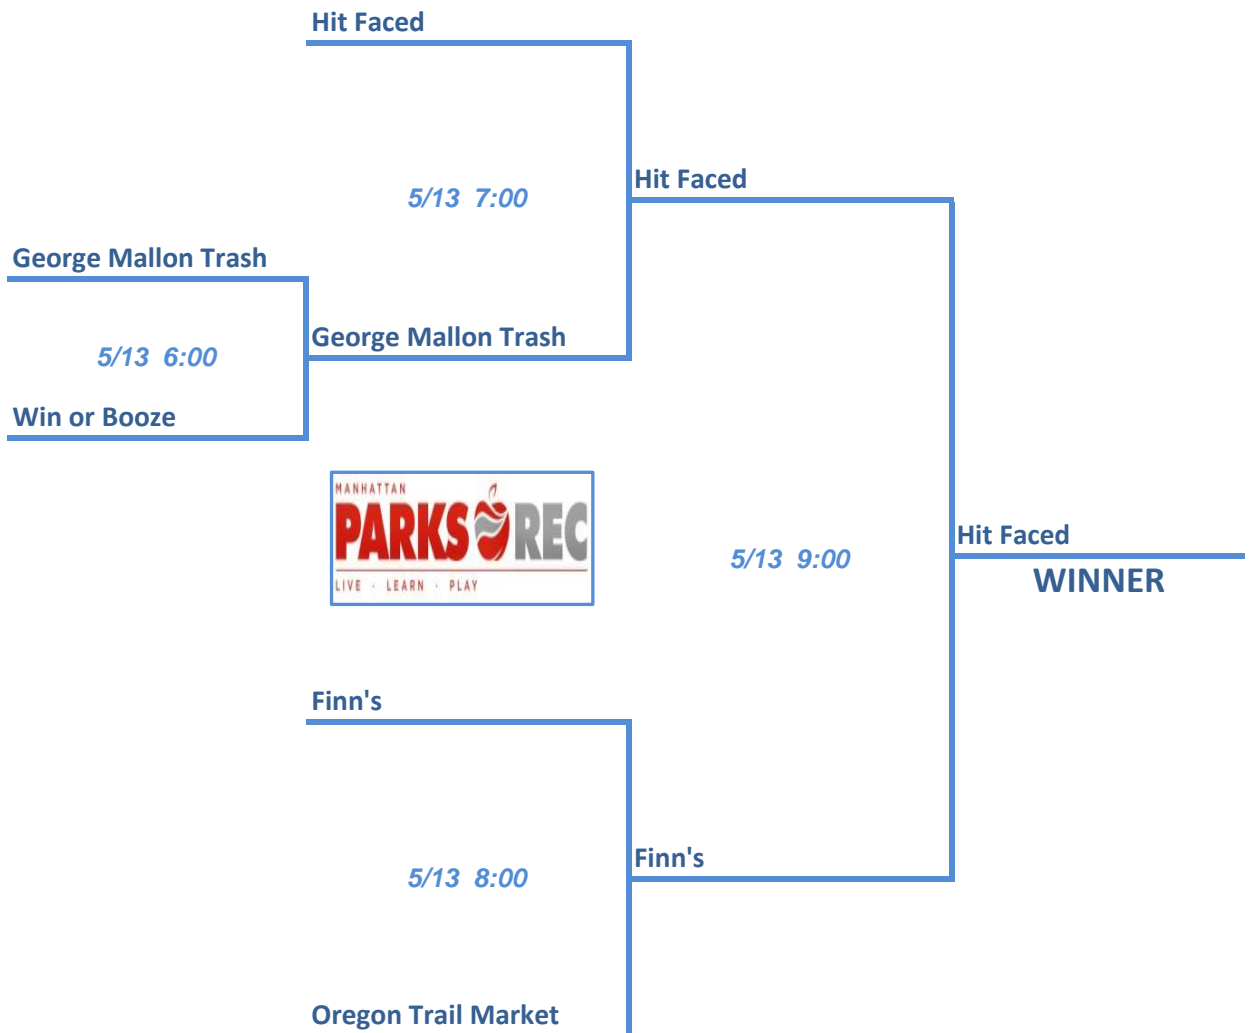 Hit Faced
5/13 7:00
Hit Faced
George Mallon Trash
5/13 6:00
George Mallon Trash
Win or Booze
MANHATTAN
PARKS REC
LIVE · LEARN · PLAY
5/13 9:00
Hit Faced
WINNER
Finn's
5/13 8:00
Finn's
Oregon Trail Market